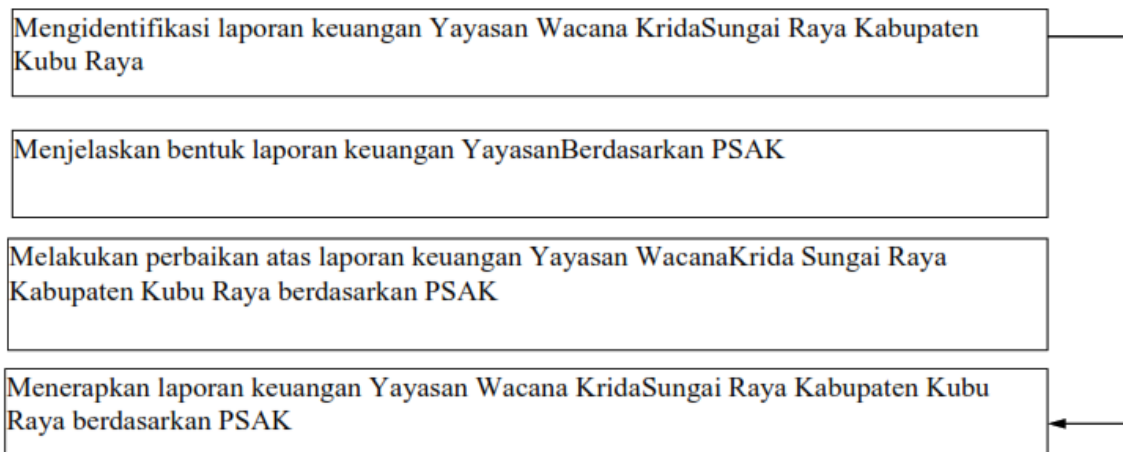 Mengidentifikasi laporan keuangan Yayasan Wacana KridaSungai Raya Kabupaten
Kubu Raya
Menjelaskan bentuk laporan keuangan YayasanBerdasarkan PSAK
Melakukan perbaikan atas laporan keuangan Yayasan WacanaKrida Sungai Raya
Kabupaten Kubu Raya berdasarkan PSAK
Menerapkan laporan keuangan Yayasan Wacana KridaSungai Raya Kabupaten Kubu
Raya berdasarkan PSAK